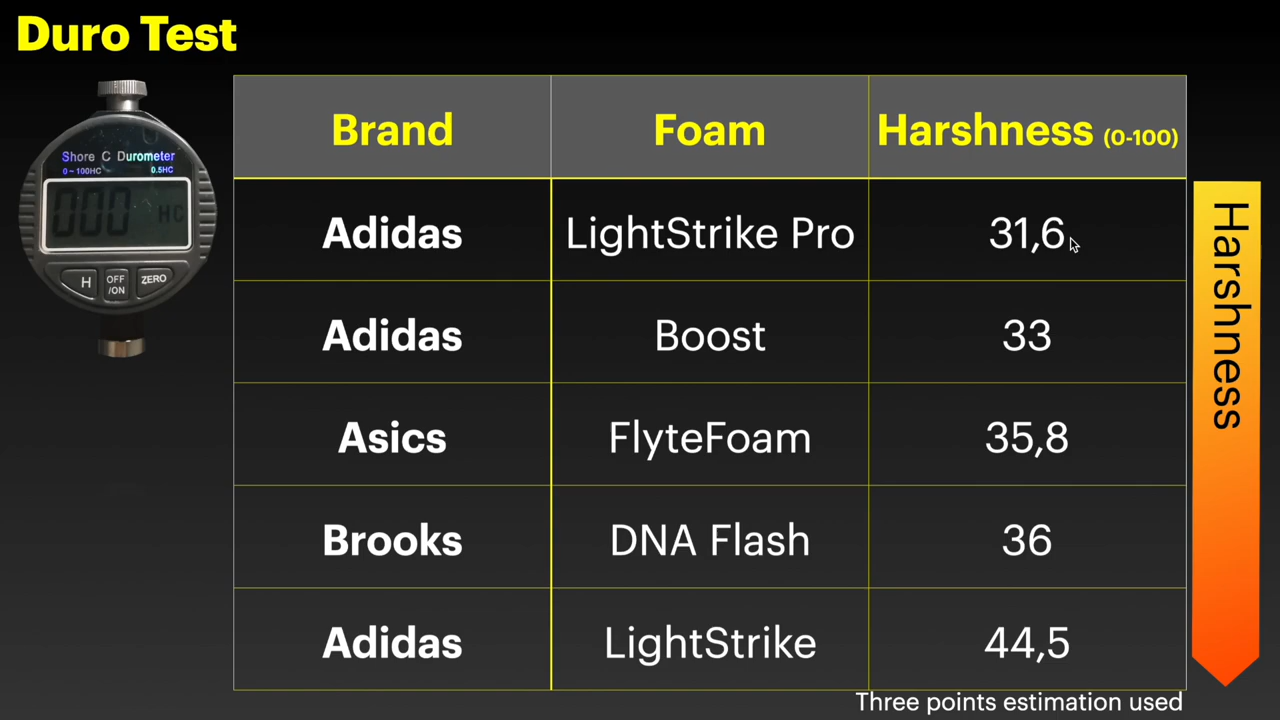 Duro Test
Shore C Durometer
0~100HC 0.5HC
000 HC
H OFF/ON ZERO
Brand Foam Harshness (0-100)
Adidas LightStrike Pro 31,6
Adidas Boost 33
Asics FlyteFoam 35,8
Brooks DNA Flash 36
Adidas LightStrike 44,5
Harshness
Three points estimation used